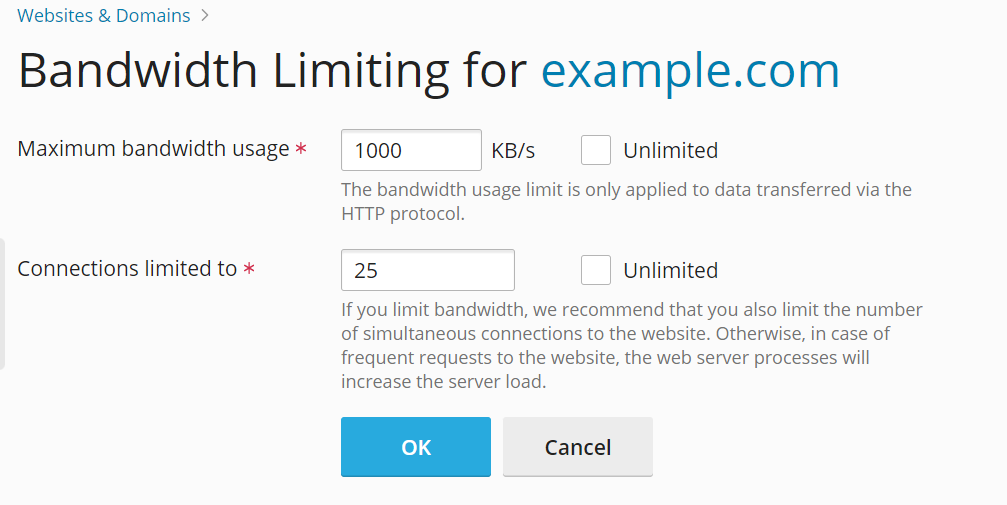 Websites & Domains >
Bandwidth Limiting for example.com
Maximum bandwidth usage * 1000 KB/s Unlimited
The bandwidth usage limit is only applied to data transferred via the
HTTP protocol.
Connections limited to * 25 Unlimited
If you limit bandwidth, we recommend that you also limit the number
of simultaneous connections to the website. Otherwise, in case of
frequent requests to the website, the web server processes will
increase the server load.
OK Cancel